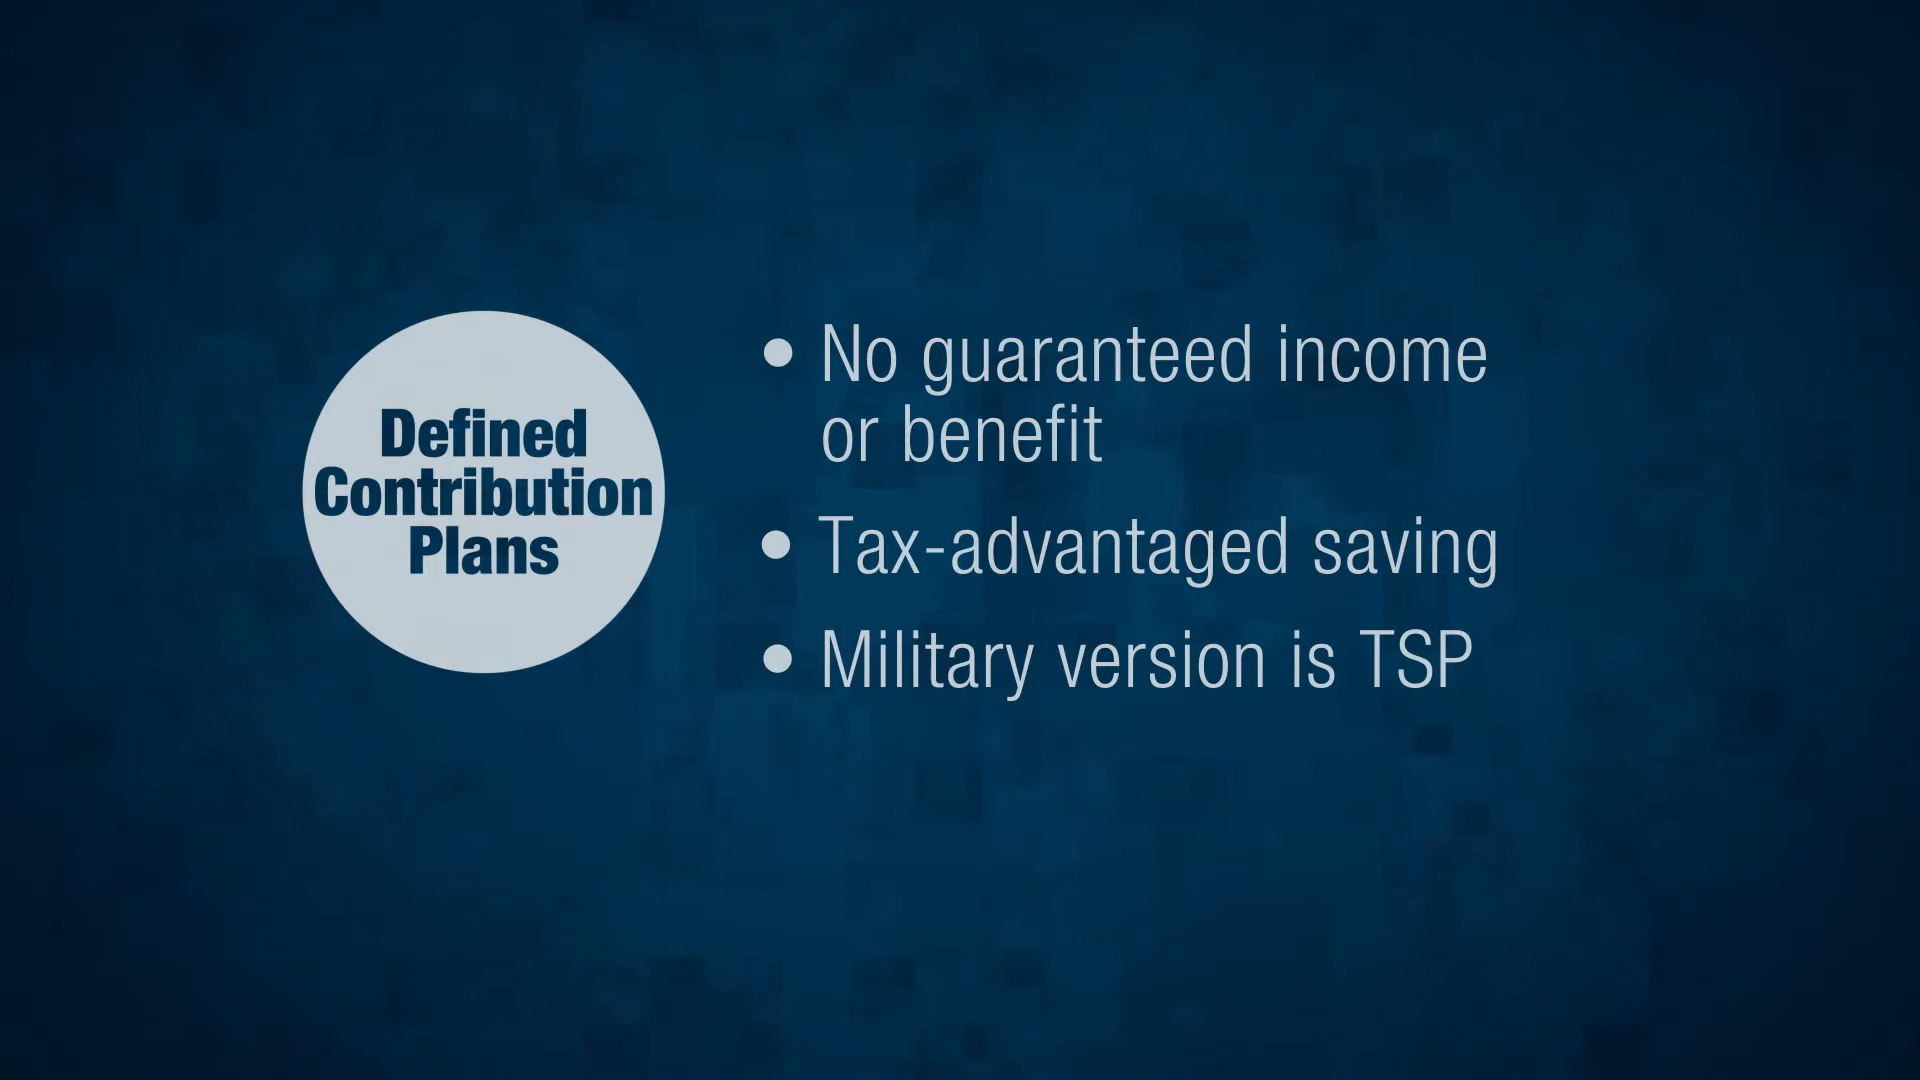 Defined
Contribution
Plans
• No guaranteed income
or benefit
• Tax-advantaged saving
• Military version is TSP